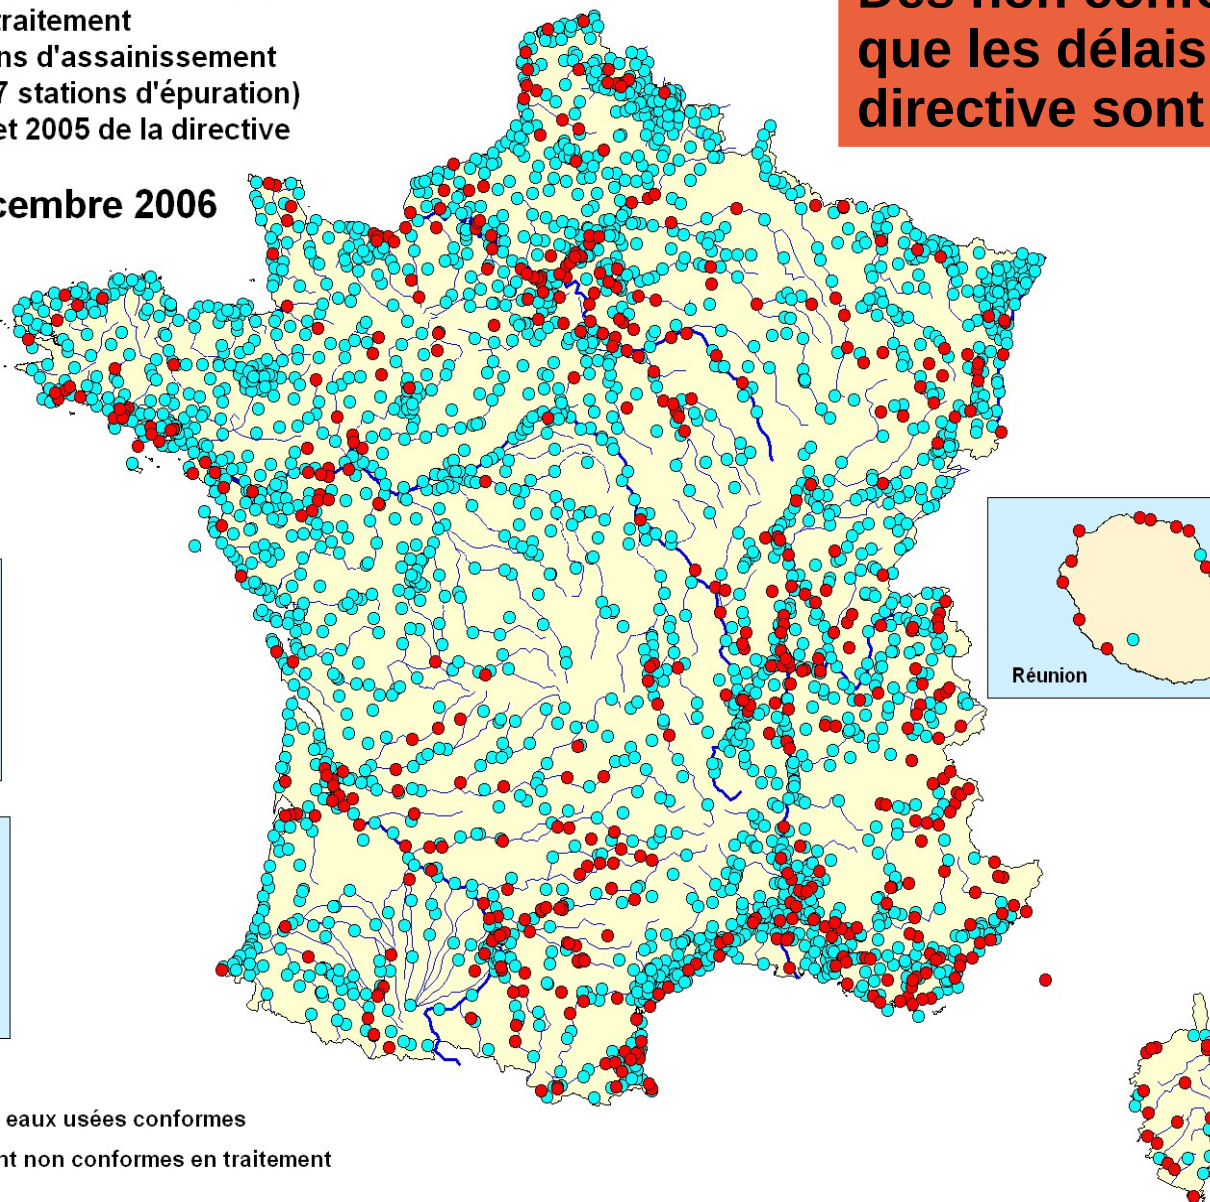 traitement
ns d'assainissement
7 stations d'épuration)
et 2005 de la directive
cembre 2006
que les délais
directive sont
Réunion
eaux usées conformes
nt non conformes en traitement